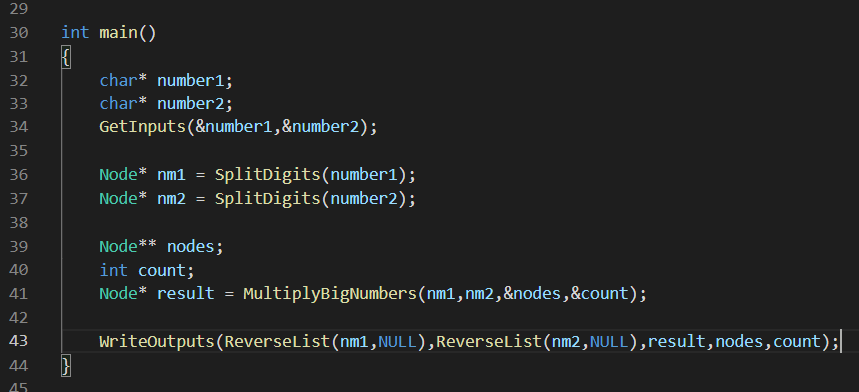 29
30 int main()
31 {
32 char* number1;
33 char* number2;
34 GetInputs(&number1,&number2);
35
36 Node* nm1 = SplitDigits(number1);
37 Node* nm2 = SplitDigits(number2);
38
39 Node** nodes;
40 int count;
41 Node* result = MultiplyBigNumbers(nm1,nm2,&nodes,&count);
42
43 WriteOutputs(ReverseList(nm1,NULL),ReverseList(nm2,NULL),result,nodes,count);
44 }
45